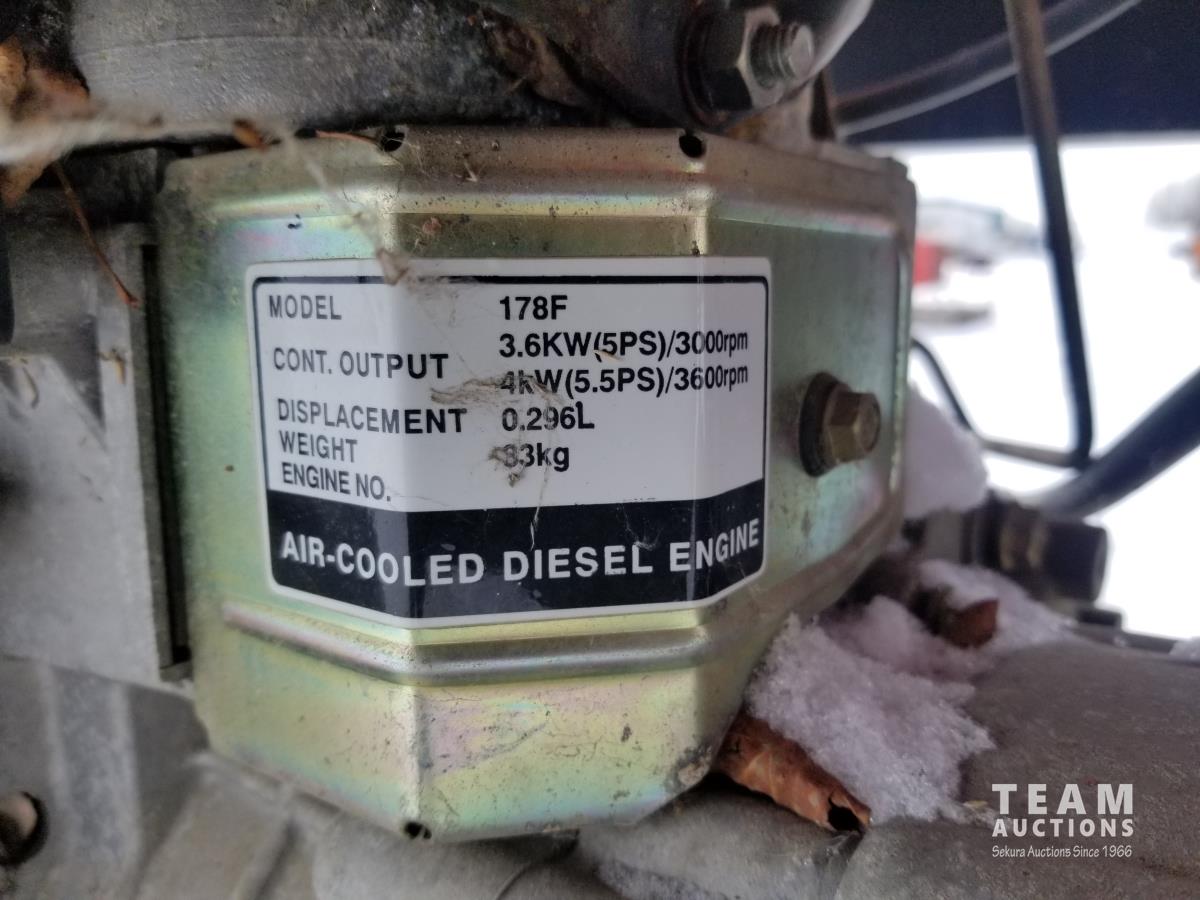 MODEL 178F
CONT. OUTPUT 3.6KW(5PS)/3000rpm
4kW(5.5PS)/3600rpm
DISPLACEMENT 0.296L
WEIGHT 33kg
ENGINE NO.
AIR-COOLED DIESEL ENGINE
TEAM
AUCTIONS
Sekura Auctions Since 1966